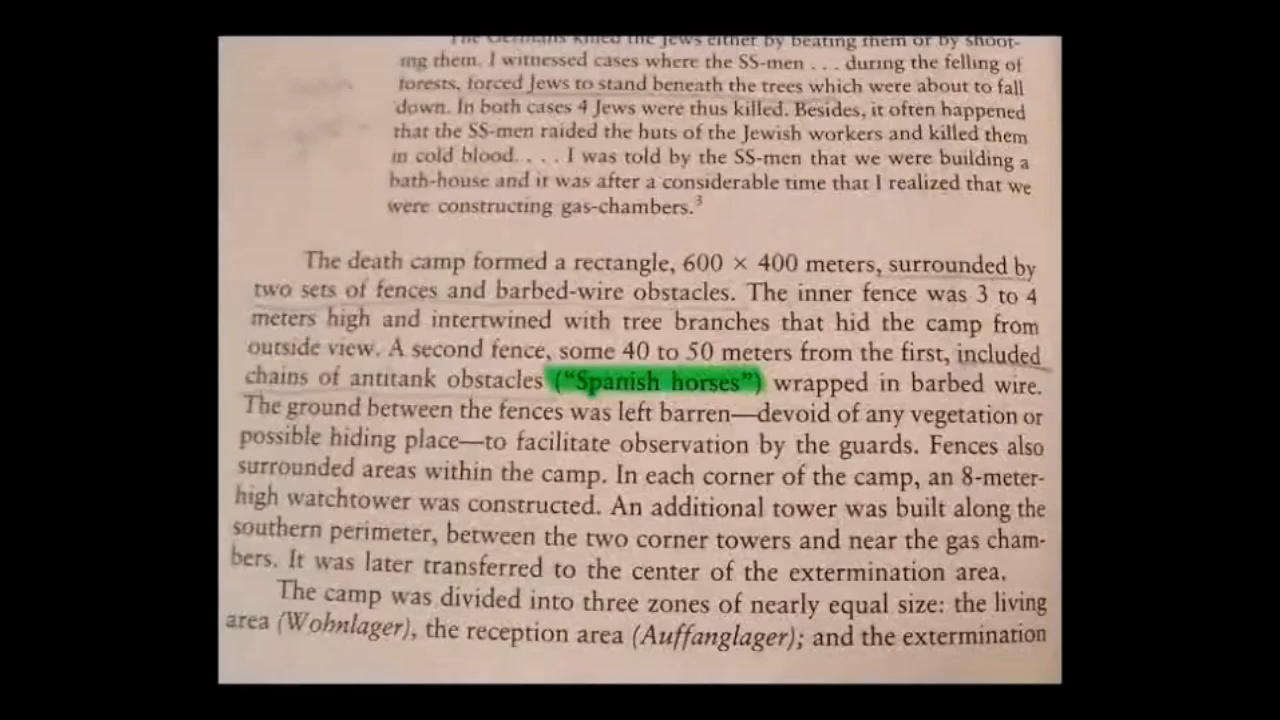 The Germans killed the Jews either by beating them or by shoot-
ing them. I witnessed cases where the SS-men . . . during the felling of
forests, forced Jews to stand beneath the trees which were about to fall
down. In both cases 4 Jews were thus killed. Besides, it often happened
that the SS-men raided the huts of the Jewish workers and killed them
in cold blood. . . . I was told by the SS-men that we were building a
bath-house and it was after a considerable time that I realized that we
were constructing gas-chambers.³
The death camp formed a rectangle, 600 × 400 meters, surrounded by
two sets of fences and barbed-wire obstacles. The inner fence was 3 to 4
meters high and intertwined with tree branches that hid the camp from
outside view. A second fence, some 40 to 50 meters from the first, included
chains of antitank obstacles ("Spanish horses") wrapped in barbed wire.
The ground between the fences was left barren—devoid of any vegetation or
possible hiding place—to facilitate observation by the guards. Fences also
surrounded areas within the camp. In each corner of the camp, an 8-meter-
high watchtower was constructed. An additional tower was built along the
southern perimeter, between the two corner towers and near the gas cham-
bers. It was later transferred to the center of the extermination area.
The camp was divided into three zones of nearly equal size: the living
area (Wohnlager), the reception area (Auffanglager); and the extermination